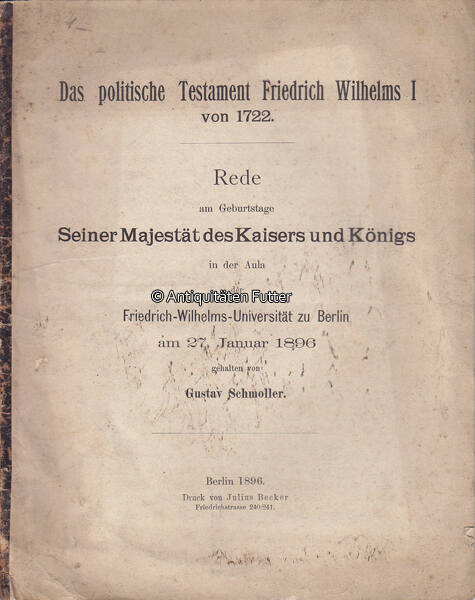 Das politische Testament Friedrich Wilhelms I
von 1722.
Rede
am Geburtstage
Seiner Majestät des Kaisers und Königs
in der Aula
der
© Antiquitäten Futter
Friedrich-Wilhelms-Universität zu Berlin
am 27. Januar 1896
gehalten von
Gustav Schmoller.
Berlin 1896.
Druck von Julius Becker
Friedrichstrasse 240/241.